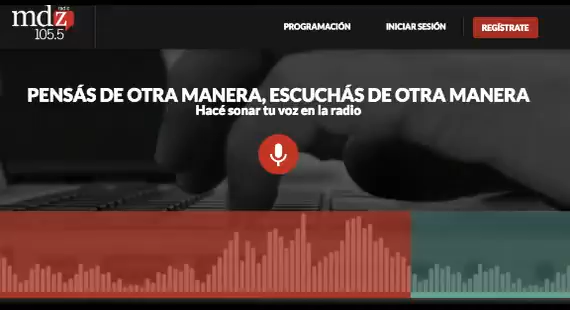 mdz radio
105.5
PROGRAMACIÓN
INICIAR SESIÓN
REGÍSTRATE
PENSÁS DE OTRA MANERA, ESCUCHÁS DE OTRA MANERA
Hacé sonar tu voz en la radio